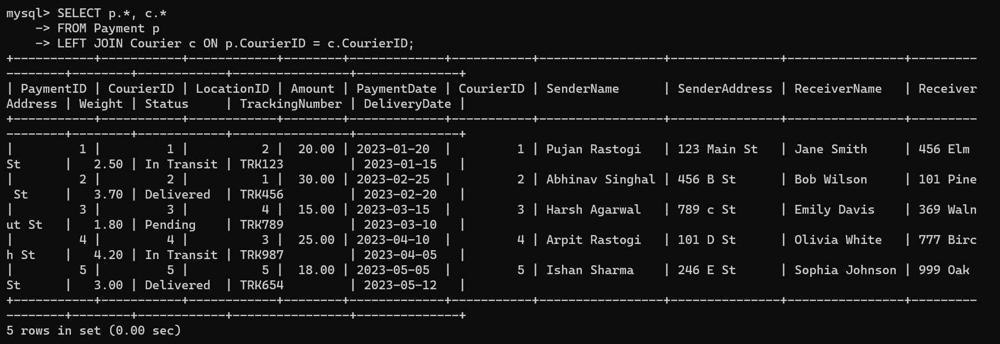 mysql> SELECT p.*, c.*
    -> FROM Payment p
    -> LEFT JOIN Courier c ON p.CourierID = c.CourierID;
+-----------+-----------+------------+--------+-------------+-----------+-----------------+---------------+----------------+---------
--------+--------+------------+----------------+--------------+
| PaymentID | CourierID | LocationID | Amount | PaymentDate | CourierID | SenderName      | SenderAddress | ReceiverName   | Receiver
Address | Weight | Status     | TrackingNumber | DeliveryDate |
+-----------+-----------+------------+--------+-------------+-----------+-----------------+---------------+----------------+---------
--------+--------+------------+----------------+--------------+
|         1 |         1 |          2 |  20.00 | 2023-01-20  |         1 | Pujan Rastogi   | 123 Main St   | Jane Smith     | 456 Elm 
St      |   2.50 | In Transit | TRK123         | 2023-01-15   |
|         2 |         2 |          1 |  30.00 | 2023-02-25  |         2 | Abhinav Singhal | 456 B St      | Bob Wilson     | 101 Pine
 St     |   3.70 | Delivered  | TRK456         | 2023-02-20   |
|         3 |         3 |          4 |  15.00 | 2023-03-15  |         3 | Harsh Agarwal   | 789 c St      | Emily Davis    | 369 Waln
ut St   |   1.80 | Pending    | TRK789         | 2023-03-10   |
|         4 |         4 |          3 |  25.00 | 2023-04-10  |         4 | Arpit Rastogi   | 101 D St      | Olivia White   | 777 Birc
h St    |   4.20 | In Transit | TRK987         | 2023-04-05   |
|         5 |         5 |          5 |  18.00 | 2023-05-05  |         5 | Ishan Sharma    | 246 E St      | Sophia Johnson | 999 Oak 
St      |   3.00 | Delivered  | TRK654         | 2023-05-12   |
+-----------+-----------+------------+--------+-------------+-----------+-----------------+---------------+----------------+---------
--------+--------+------------+----------------+--------------+
5 rows in set (0.00 sec)